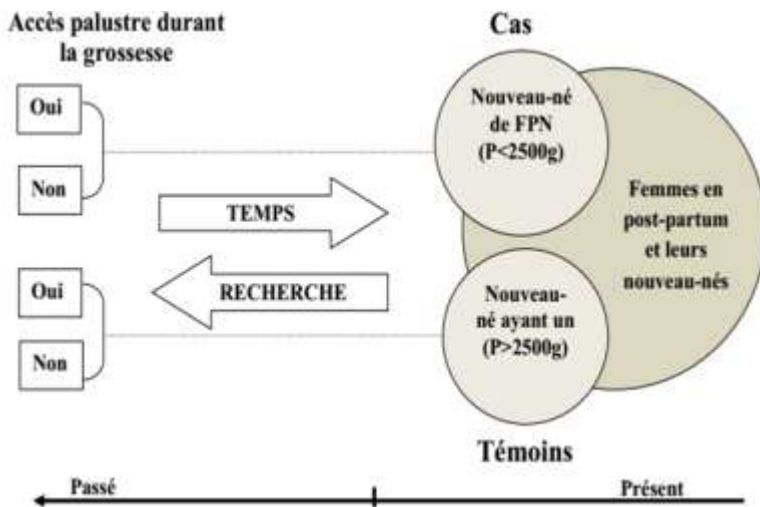 Accès palustre durant
la grossesse
Oui
Non
Oui
Non
TEMPS
RECHERCHE
Cas
Nouveau-né
de FPN
(P<2500g)
Femmes en
post-partum
et leurs
nouveau-nés
Nouveau-
né ayant un
(P>2500g)
Témoins
Passé
Présent